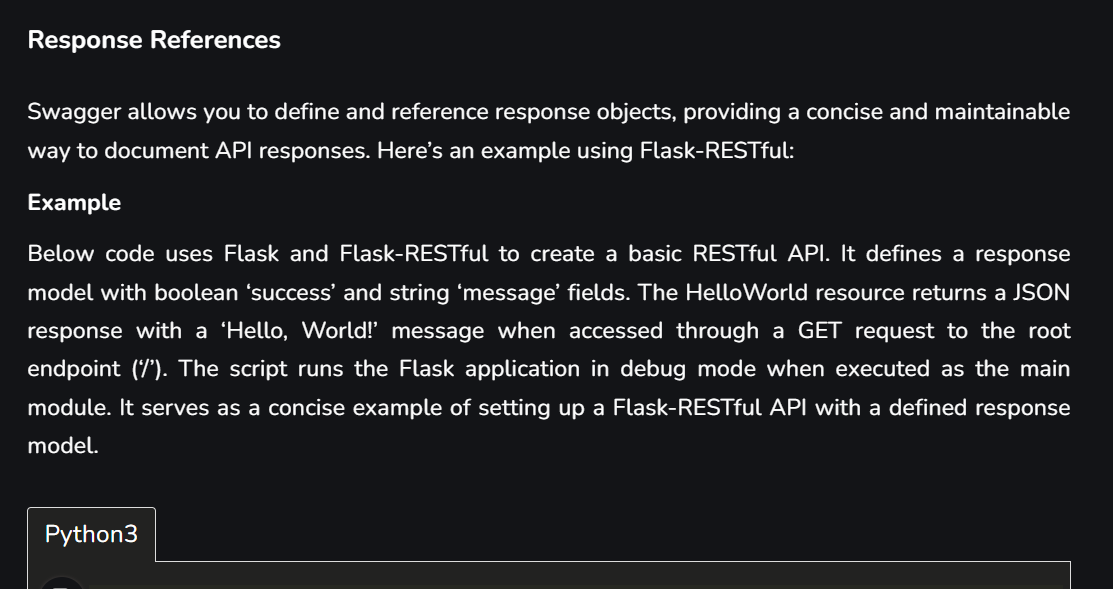 Response References
Swagger allows you to define and reference response objects, providing a concise and maintainable
way to document API responses. Here’s an example using Flask-RESTful:
Example
Below code uses Flask and Flask-RESTful to create a basic RESTful API. It defines a response
model with boolean ‘success’ and string ‘message’ fields. The HelloWorld resource returns a JSON
response with a ‘Hello, World!’ message when accessed through a GET request to the root
endpoint (‘/’). The script runs the Flask application in debug mode when executed as the main
module. It serves as a concise example of setting up a Flask-RESTful API with a defined response
model.
Python3